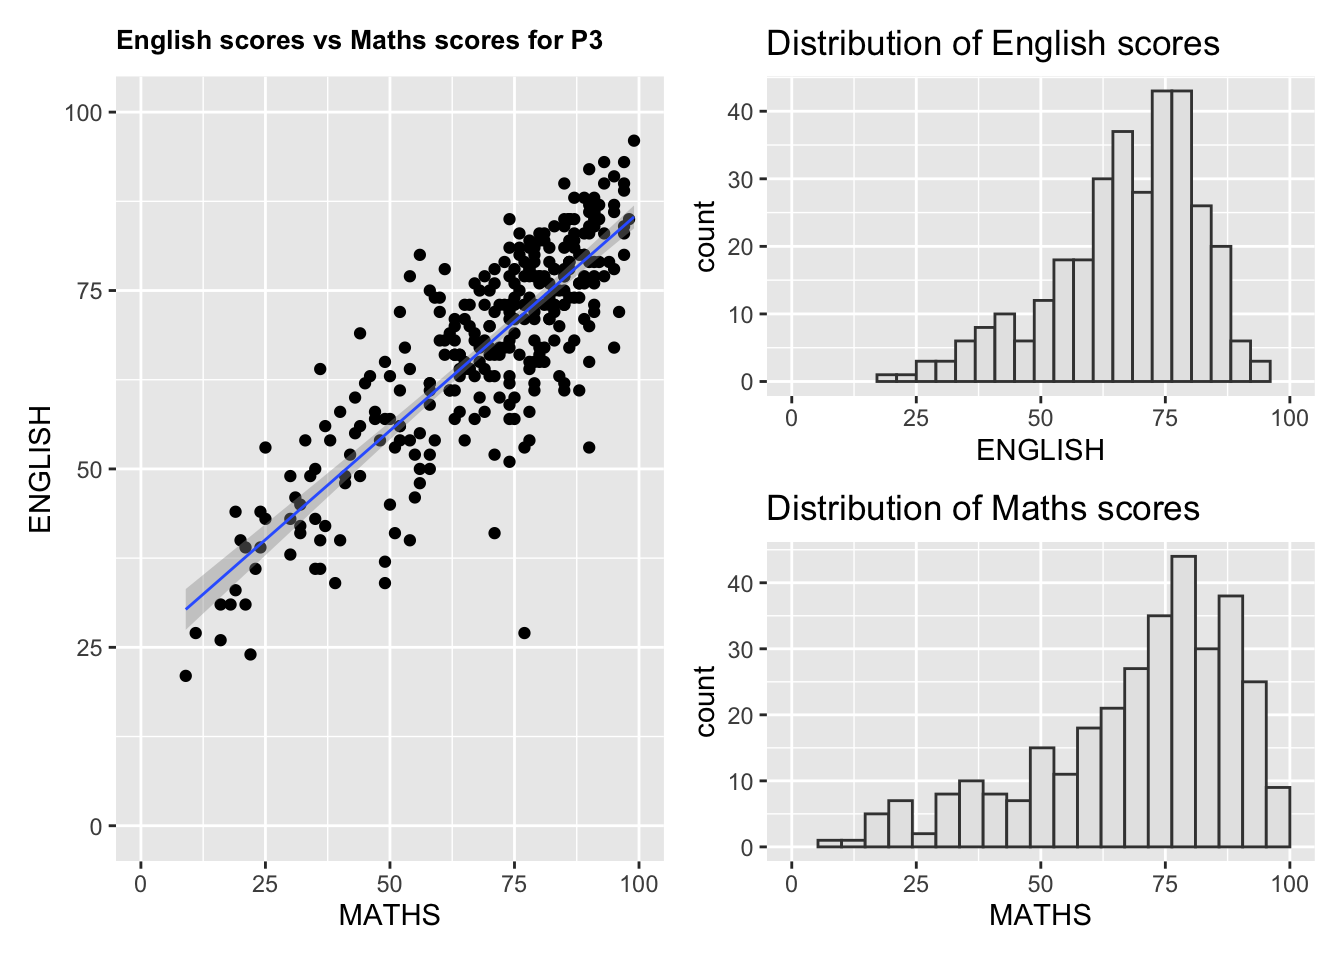 English scores vs Maths scores for P3
100
75
50
25
0
ENGLISH
0 25 50 75 100
MATHS
Distribution of English scores
40
30
20
10
0
count
0 25 50 75 100
ENGLISH
Distribution of Maths scores
40
30
20
10
0
count
0 25 50 75 100
MATHS